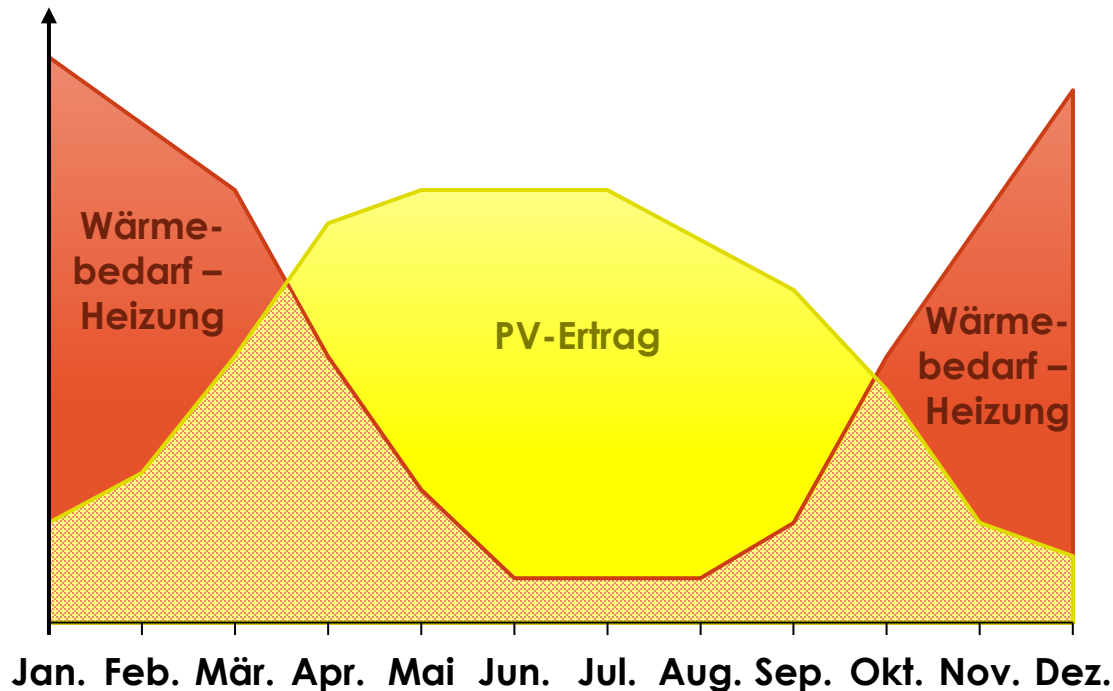 Wärme-
bedarf –
Heizung
PV-Ertrag
Wärme-
bedarf –
Heizung
Jan. Feb. Mär. Apr. Mai Jun. Jul. Aug. Sep. Okt. Nov. Dez.